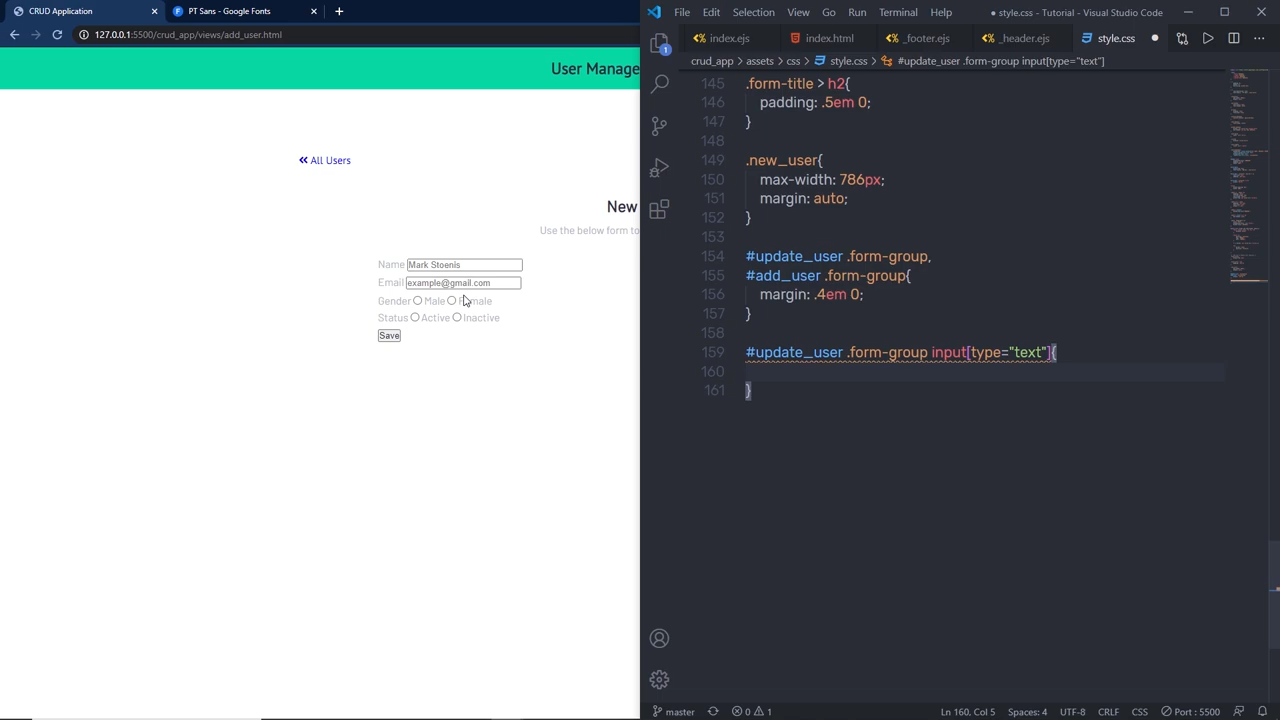 CRUD Application
PT Sans - Google Fonts
127.0.0.1:5500/crud_app/views/add_user.html
User Manage
All Users
New
Use the below form to
Name Mark Stoenis
Email example@gmail.com
Gender Male Female
Status Active Inactive
Save
File Edit Selection View Go Run Terminal Help
● style.css - Tutorial - Visual Studio Code
index.ejs index.html _footer.ejs _header.ejs style.css
crud_app > assets > css > style.css > #update_user .form-group input[type="text"]
1
145 .form-title > h2{
146 padding: .5em 0;
147 }
148
149 .new_user{
150 max-width: 786px;
151 margin: auto;
152 }
153
154 #update_user .form-group,
155 #add_user .form-group{
156 margin: .4em 0;
157 }
158
159 #update_user .form-group input[type="text"]{
160
161 }
master 0 1 Ln 160, Col 5 Spaces: 4 UTF-8 CRLF CSS Port : 5500